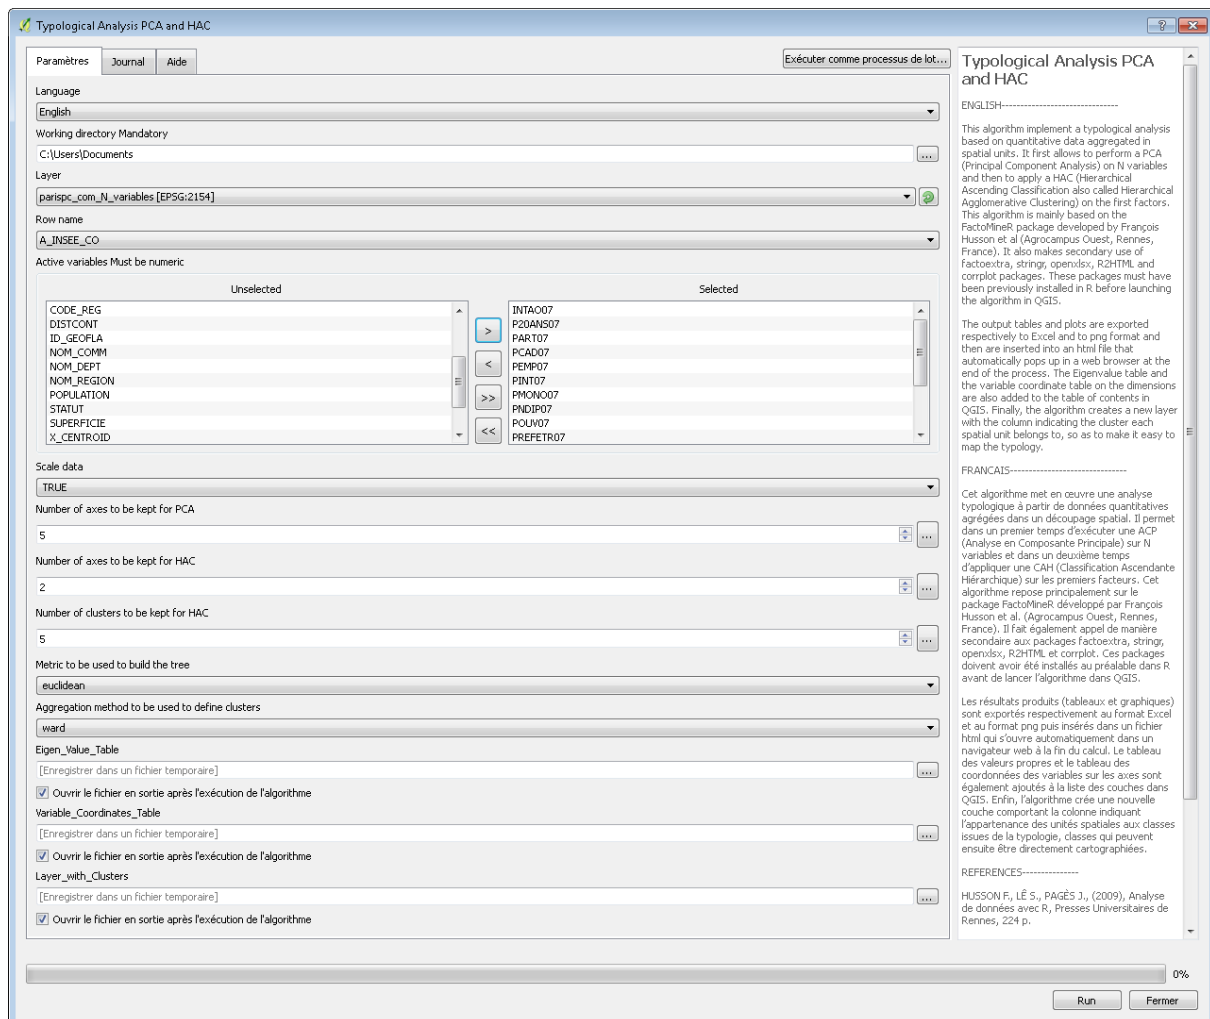 Typological Analysis PCA and HAC
Paramètres
Journal
Aide
Exécuter comme processus de lot...
Language
English
Working directory Mandatory
C:\Users\Documents
...
Layer
parispc_com_N_variables [EPSG:2154]
Row name
A_INSEE_CO
Active variables Must be numeric
Unselected
Selected
CODE_REG
DISTCONT
ID_GEOFLA
NOM_COMM
NOM_DEPT
NOM_REGION
POPULATION
STATUT
SUPERFICIE
X_CENTROID
>
<
>>
<<
INTAO07
P20ANS07
PART07
PCAD07
PEMP07
PINT07
PMONO07
PNDIP07
POUV07
PREFETR07
Scale data
TRUE
Number of axes to be kept for PCA
5
...
Number of axes to be kept for HAC
2
...
Number of clusters to be kept for HAC
5
...
Metric to be used to build the tree
euclidean
Aggregation method to be used to define clusters
ward
Eigen_Value_Table
[Enregistrer dans un fichier temporaire]
...
Ouvrir le fichier en sortie après l'exécution de l'algorithme
Variable_Coordinates_Table
[Enregistrer dans un fichier temporaire]
...
Ouvrir le fichier en sortie après l'exécution de l'algorithme
Layer_with_Clusters
[Enregistrer dans un fichier temporaire]
...
Ouvrir le fichier en sortie après l'exécution de l'algorithme
Typological Analysis PCA
and HAC
ENGLISH-------------------------------
This algorithm implement a typological analysis
based on quantitative data aggregated in
spatial units. It first allows to perform a PCA
(Principal Component Analysis) on N variables
and then to apply a HAC (Hierarchical
Ascending Classification also called Hierarchical
Agglomerative Clustering) on the first factors.
This algorithm is mainly based on the
FactoMineR package developed by François
Husson et al (Agrocampus Ouest, Rennes,
France). It also makes secondary use of
factoextra, stringr, openxlsx, R2HTML and
corrplot packages. These packages must have
been previously installed in R before launching
the algorithm in QGIS.
The output tables and plots are exported
respectively to Excel and to png format and
then are inserted into an html file that
automatically pops up in a web browser at the
end of the process. The Eigenvalue table and
the variable coordinate table on the dimensions
are also added to the table of contents in
QGIS. Finally, the algorithm creates a new layer
with the column indicating the cluster each
spatial unit belongs to, so as to make it easy to
map the typology.
FRANCAIS-------------------------------
Cet algorithme met en œuvre une analyse
typologique à partir de données quantitatives
agrégées dans un découpage spatial. Il permet
dans un premier temps d'exécuter une ACP
(Analyse en Composante Principale) sur N
variables et dans un deuxième temps
d'appliquer une CAH (Classification Ascendante
Hiérarchique) sur les premiers facteurs. Cet
algorithme repose principalement sur le
package FactoMineR développé par François
Husson et al. (Agrocampus Ouest, Rennes,
France). Il fait également appel de manière
secondaire aux packages factoextra, stringr,
openxlsx, R2HTML et corrplot. Ces packages
doivent avoir été installés au préalable dans R
avant de lancer l'algorithme dans QGIS.
Les résultats produits (tableaux et graphiques)
sont exportés respectivement au format Excel
et au format png puis insérés dans un fichier
html qui s'ouvre automatiquement dans un
navigateur web à la fin du calcul. Le tableau
des valeurs propres et le tableau des
coordonnées des variables sur les axes sont
également ajoutés à la liste des couches dans
QGIS. Enfin, l'algorithme crée une nouvelle
couche comportant la colonne indiquant
l'appartenance des unités spatiales aux classes
issues de la typologie, classes qui peuvent
ensuite être directement cartographiées.
REFERENCES---------------
HUSSON F., LÊ S., PAGÈS J., (2009), Analyse
de données avec R, Presses Universitaires de
Rennes, 224 p.
0%
Run
Fermer